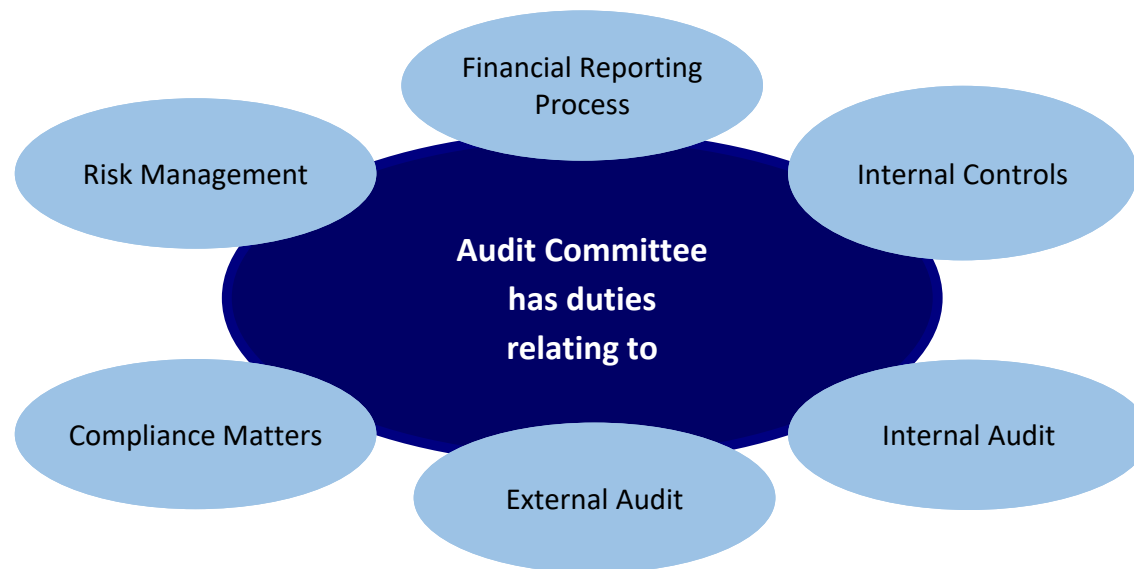 Financial Reporting
Process
Risk Management
Internal Controls
Audit Committee
has duties
relating to
Compliance Matters
Internal Audit
External Audit